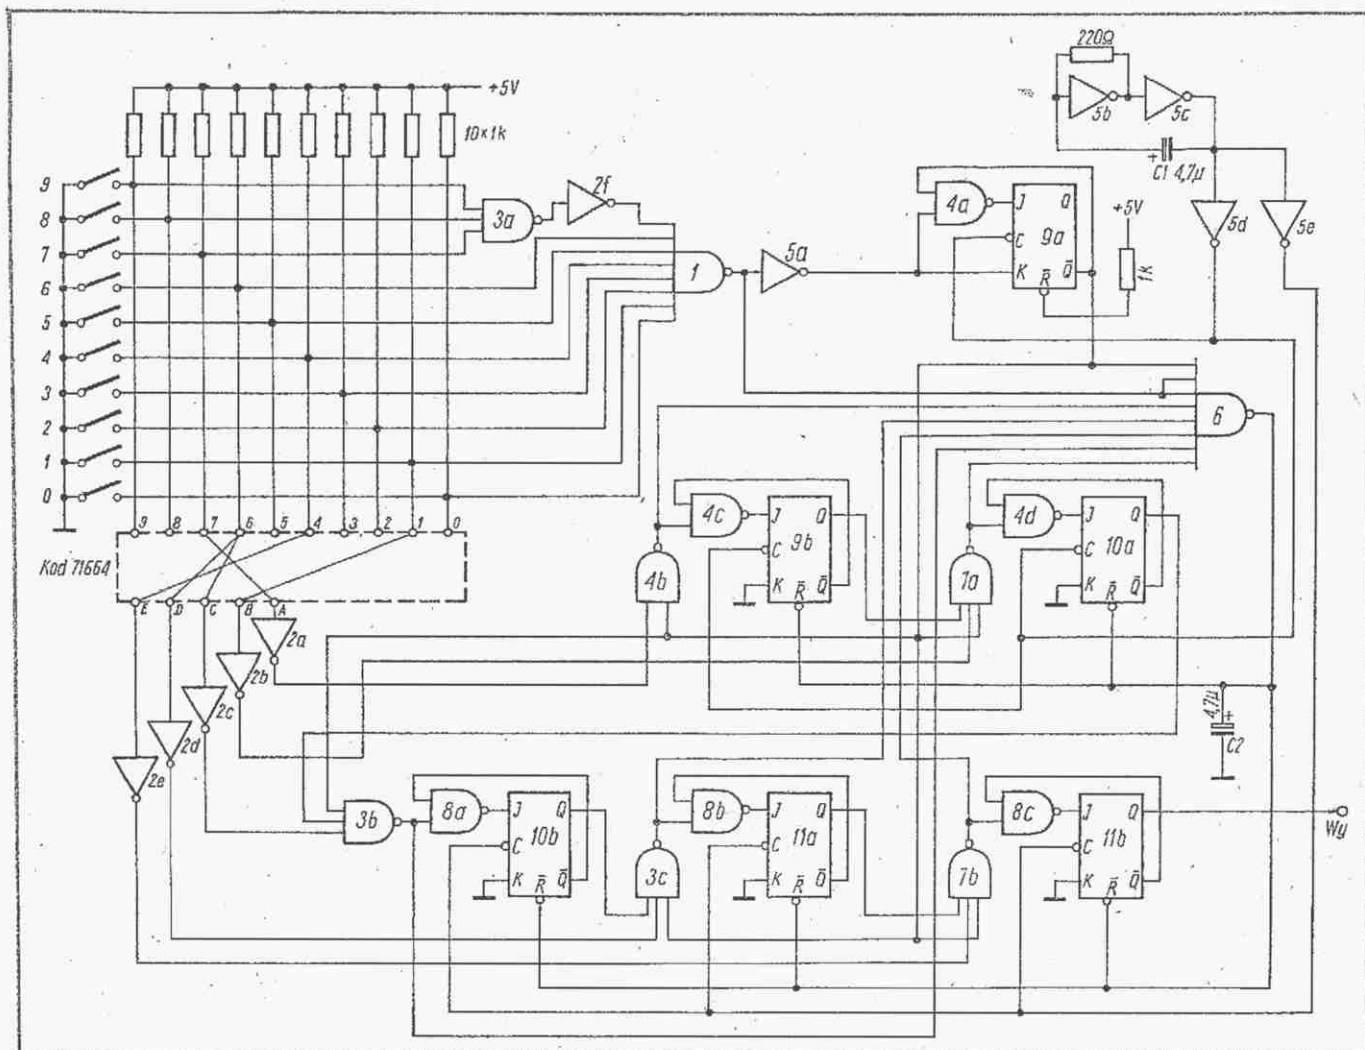 220Ω
5b
5c
C1 4,7μ
5d
5e
+5V
10×1k
9
8
7
6
5
4
3
2
1
0
3a
2f
1
5a
4a
J
Q
9a
C
K
R̅
Q̅
+5V
1k
6
9
8
7
6
5
4
3
2
1
0
Kod 71664
E
D
C
B
A
2a
2b
2c
2d
2e
4b
4c
J
Q
C
9b
K
R̅
Q̅
7a
4d
J
Q
C
10a
K
R̅
Q̅
4,7μ
+
C2
3b
8a
J
Q
C
10b
K
R̅
Q̅
3c
8b
J
Q
C
11a
K
R̅
Q̅
7b
8c
J
Q
C
11b
K
R̅
Q̅
Wy